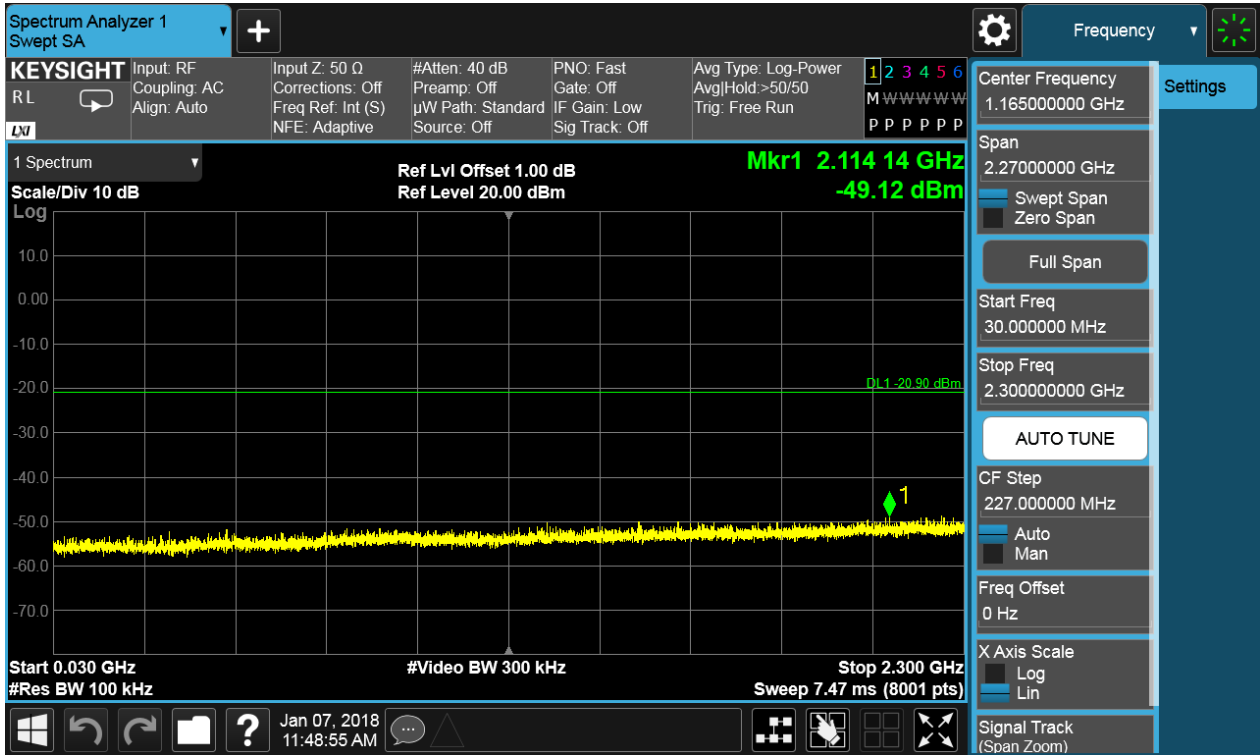 Spectrum Analyzer 1
Swept SA
+
Frequency
KEYSIGHT
RL
LXI
Input: RF
Coupling: AC
Align: Auto
Input Z: 50 Ω
Corrections: Off
Freq Ref: Int (S)
NFE: Adaptive
#Atten: 40 dB
Preamp: Off
µW Path: Standard
Source: Off
PNO: Fast
Gate: Off
IF Gain: Low
Sig Track: Off
Avg Type: Log-Power
Avg|Hold:>50/50
Trig: Free Run
1 2 3 4 5 6
M W W W W W
P P P P P P
1 Spectrum
Scale/Div 10 dB
Log
Ref Lvl Offset 1.00 dB
Ref Level 20.00 dBm
Mkr1 2.114 14 GHz
-49.12 dBm
10.0
0.00
-10.0
-20.0
-30.0
-40.0
-50.0
-60.0
-70.0
DL1 -20.90 dBm
1
Start 0.030 GHz
#Res BW 100 kHz
#Video BW 300 kHz
Stop 2.300 GHz
Sweep 7.47 ms (8001 pts)
Center Frequency
1.165000000 GHz
Span
2.27000000 GHz
Swept Span
Zero Span
Full Span
Start Freq
30.000000 MHz
Stop Freq
2.300000000 GHz
AUTO TUNE
CF Step
227.000000 MHz
Auto
Man
Freq Offset
0 Hz
X Axis Scale
Log
Lin
Signal Track
(Span Zoom)
Settings
?
Jan 07, 2018
11:48:55 AM